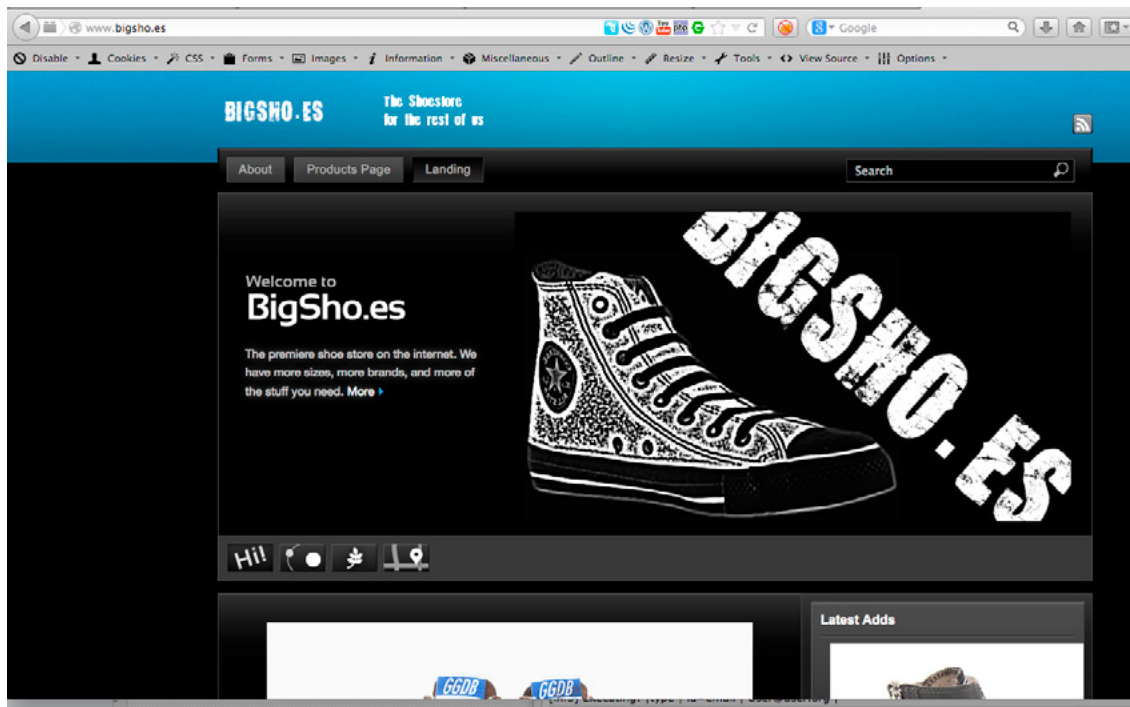 www.bigsho.es
Google
Disable Cookies CSS Forms Images Information Miscellaneous Outline Resize Tools View Source Options
BIGSHO.ES
The Shoestore
for the rest of us
About Products Page Landing
Search
Welcome to
BigSho.es
The premiere shoe store on the internet. We
have more sizes, more brands, and more of
the stuff you need. More
BIGSHO.ES
Hi!
Latest Adds
GGDB GGDB